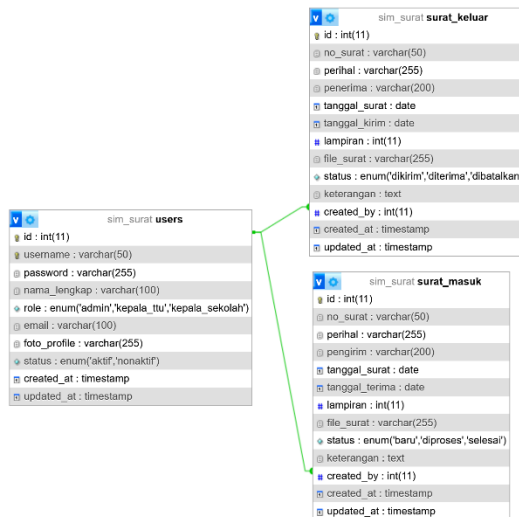 sim_surat surat_keluar
id : int(11)
no_surat : varchar(50)
perihal : varchar(255)
penerima : varchar(200)
tanggal_surat : date
tanggal_kirim : date
# lampiran : int(11)
file_surat : varchar(255)
status : enum('dikirim','diterima','dibatalkan
keterangan : text
# created_by : int(11)
created_at : timestamp
updated_at : timestamp
sim_surat users
id : int(11)
username : varchar(50)
password : varchar(255)
nama_lengkap : varchar(100)
role : enum('admin','kepala_ttu','kepala_sekolah')
email : varchar(100)
foto_profile : varchar(255)
status : enum('aktif','nonaktif')
created_at : timestamp
updated_at : timestamp
sim_surat surat_masuk
id : int(11)
no_surat : varchar(50)
perihal : varchar(255)
pengirim : varchar(200)
tanggal_surat : date
tanggal_terima : date
# lampiran : int(11)
file_surat : varchar(255)
status : enum('baru','diproses','selesai')
keterangan : text
# created_by : int(11)
created_at : timestamp
updated_at : timestamp